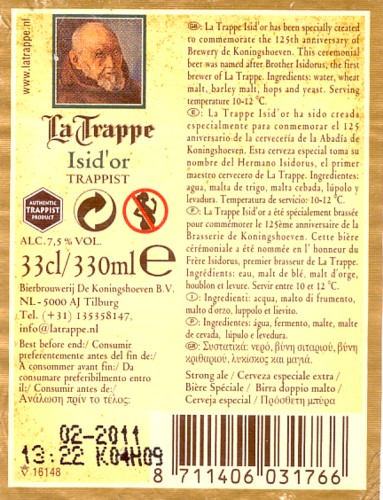 www.latrappe.nl
La Trappe
Isid'or
TRAPPIST
AUTHENTIC
TRAPPIST
PRODUCT
ALC. 7,5 % VOL.
33cl/330ml e
Bierbrouwerij De Koningshoeven B.V.
NL - 5000 AJ Tilburg
Tel. (+31) 135358147.
info@latrappe.nl
Best before end:/ Consumir
preferentemente antes del fin de:/
A consommer avant fin:/ Da
consumare preferibilmento entro
il:/ Consumir antes de:/
Ανάλωση πρίν το τέλος:
02-2011
13:22 K04H09
V 16148
GB: La Trappe Isid'or has been specially created
to commemorate the 125th anniversary of
Brewery de Koningshoeven. This ceremonial
beer was named after Brother Isidorus, the first
brewer of La Trappe. Ingredients: water, wheat
malt, barley malt, hops and yeast. Serving
temperature 10-12 °C.
E: La Trappe Isid'or ha sido creada
especialmente para conmemorar el 125
aniversario de la cervecería de la Abadía de
Koningshoeven. Esta cerveza especial toma su
nombre del Hermano Isidorus, el primer
maestro cervecero de La Trappe. Ingredientes:
agua, malta de trigo, malta cebada, lúpolo y
levadura. Temperatura de servicio: 10-12 °C.
F: La Trappe Isid'or a été spécialement brassée
pour commémorer le 125ème anniversaire de la
Brasserie de Koningshoeven. Cette bière
cérémoniale a été nommée en l' honneur du
Frère Isidorus, premier brasseur de La Trappe.
Ingrédients: eau, malt de blé, malt d'orge,
houblon et levure. Servir entre 10 et 12 °C.
I: Ingredienti: acqua, malto di frumento,
malto d'orzo, luppolo e lievito.
P: Ingredientes: água, fermento, malte, malte
de cevada, lúpulo e levedura.
GR: Συστατικά: νερό, βύνη σιταριού, βύνη
κριθαριού, λυκίσκος και μαγιά.
Strong ale / Cerveza especiale extra /
Bière Spéciale / Birra doppio malto /
Cerveja especial / Πρόσθετη μπύρα
8 711406 031766